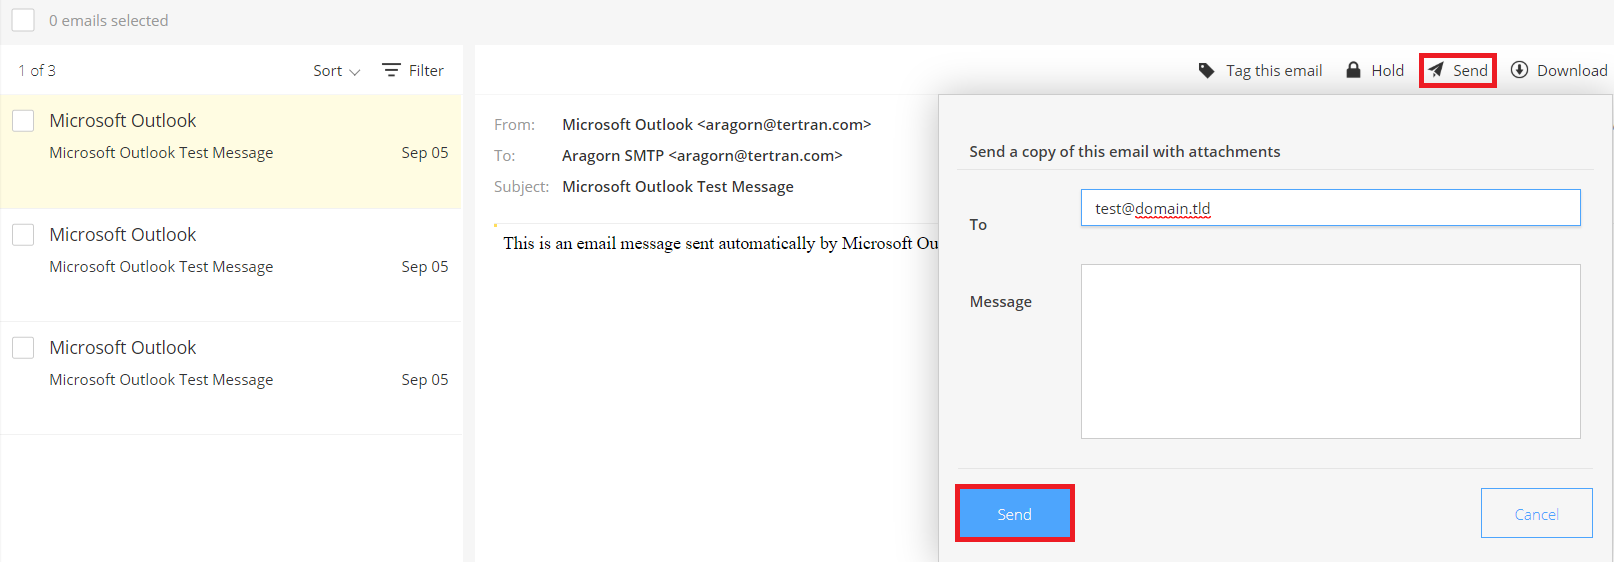 0 emails selected
1 of 3 Sort Filter
Tag this email Hold Send Download
Microsoft Outlook
Microsoft Outlook Test Message Sep 05
Microsoft Outlook
Microsoft Outlook Test Message Sep 05
Microsoft Outlook
Microsoft Outlook Test Message Sep 05
From: Microsoft Outlook <aragorn@tertran.com>
To: Aragorn SMTP <aragorn@tertran.com>
Subject: Microsoft Outlook Test Message
This is an email message sent automatically by Microsoft Ou
Send a copy of this email with attachments
To test@domain.tld
Message
Send Cancel